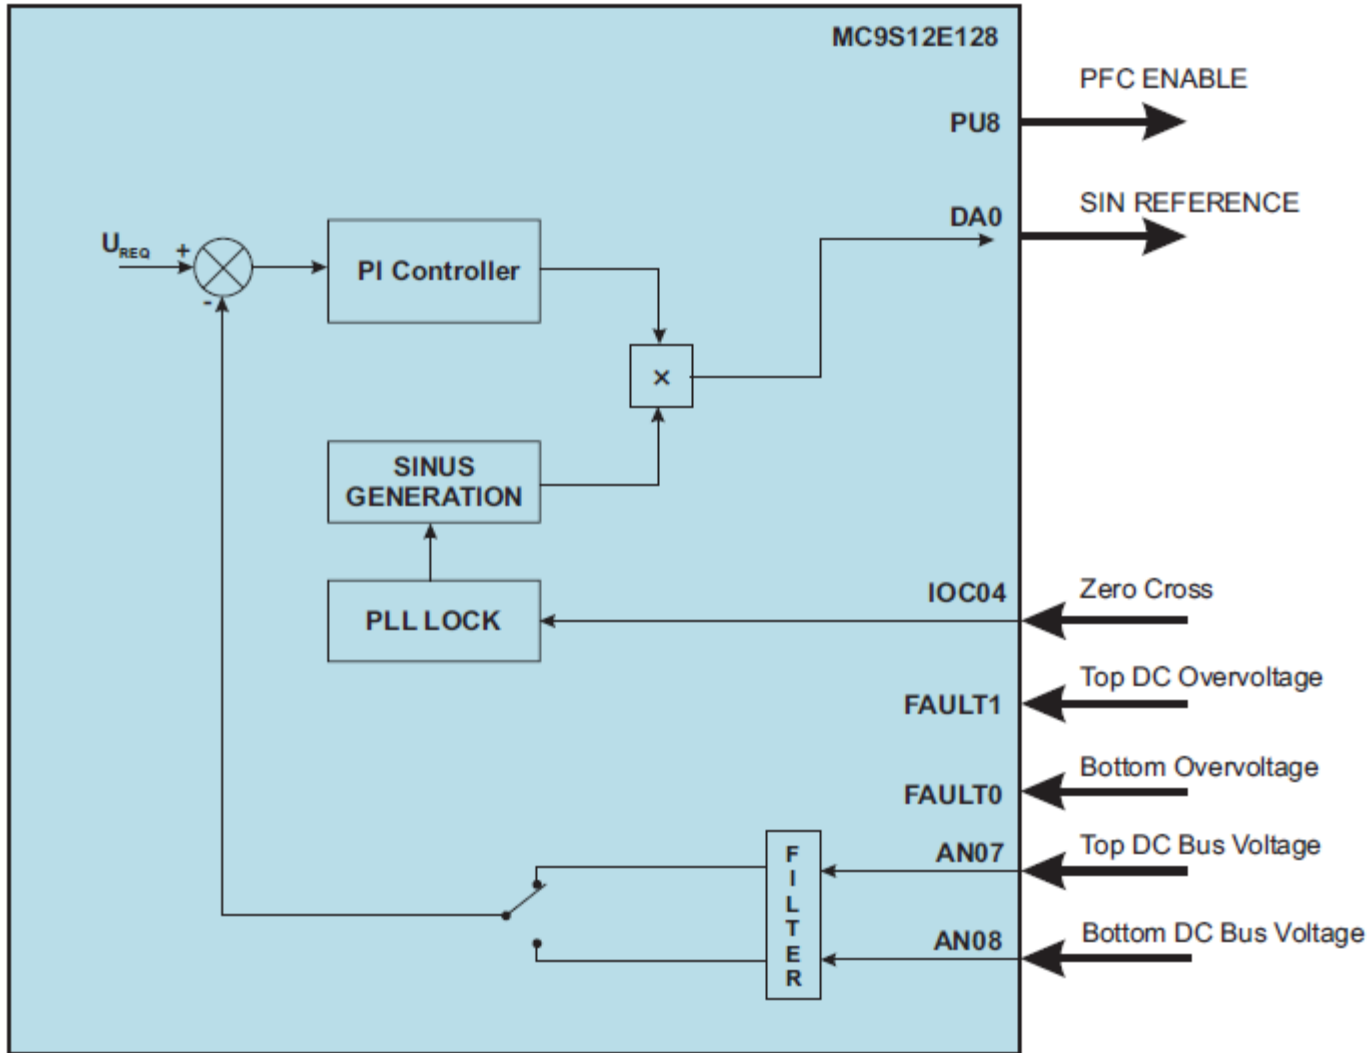 MC9S12E128
PFC ENABLE
PU8
SIN REFERENCE
DA0
UREQ
+
-
PI Controller
×
SINUS
GENERATION
PLL LOCK
IOC04
Zero Cross
Top DC Overvoltage
FAULT1
Bottom Overvoltage
FAULT0
F
I
L
T
E
R
AN07
Top DC Bus Voltage
AN08
Bottom DC Bus Voltage